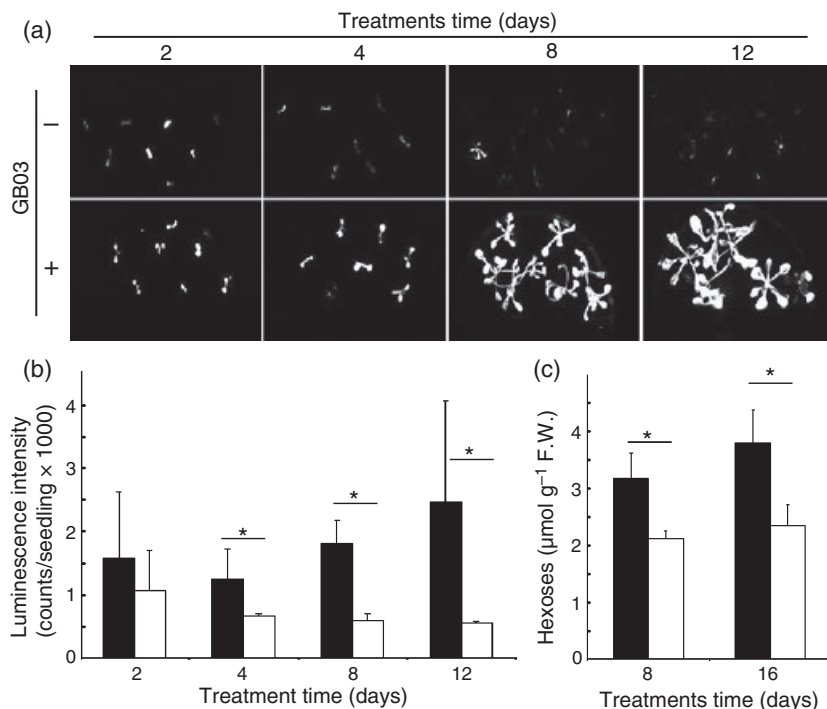 (a)
Treatments time (days)
2 4 8 12
GB03
−
+
(b)
Luminescence intensity
(counts/seedling × 1000)
4
3
2
1
0
* * *
2 4 8 12
Treatment time (days)
(c)
Hexoses (µmol g⁻¹ F.W.)
4
3
2
1
0
* *
8 16
Treatments time (days)